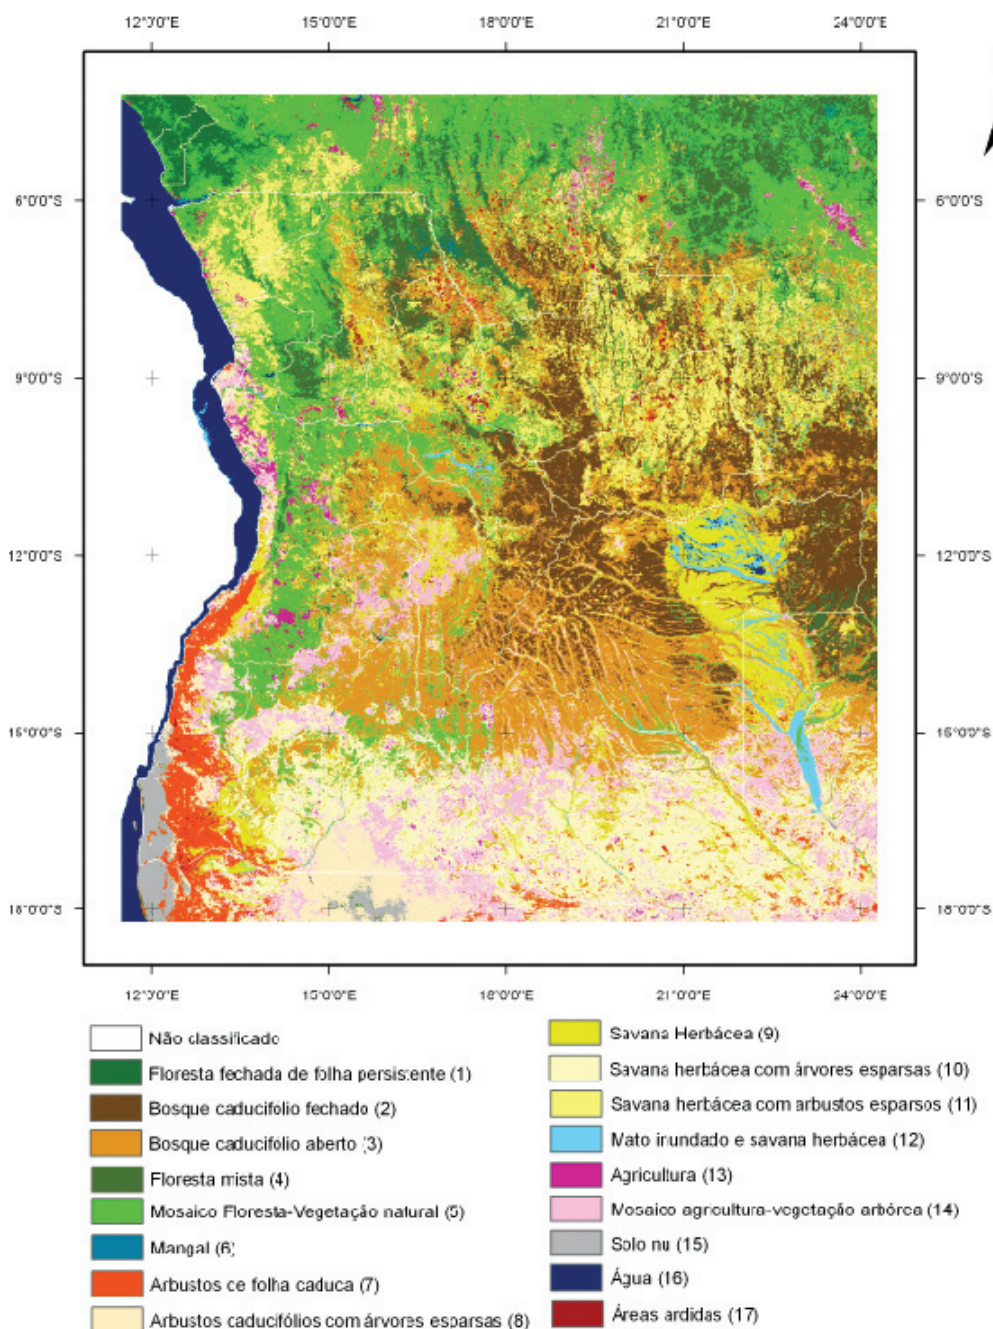 12°0'0"E 15°0'0"E 18°0'0"E 21°0'0"E 24°0'0"E
6°0'0"S 6°0'0"S
9°0'0"S 9°0'0"S
12°0'0"S 12°0'0"S
15°0'0"S 15°0'0"S
18°0'0"S 18°0'0"S
12°0'0"E 15°0'0"E 18°0'0"E 21°0'0"E 24°0'0"E
Não classificado
Floresta fechada de folha persistente (1)
Bosque caducifólio fechado (2)
Bosque caducifólio aberto (3)
Floresta mista (4)
Mosaico Floresta-Vegetação natural (5)
Mangal (6)
Arbustos de folha caduca (7)
Arbustos caducifólios com árvores esparsas (8)
Savana Herbácea (9)
Savana herbácea com árvores esparsas (10)
Savana herbácea com arbustos esparsos (11)
Mato inundado e savana herbácea (12)
Agricultura (13)
Mosaico agricultura-vegetação arbórea (14)
Solo nu (15)
Água (16)
Áreas ardidas (17)